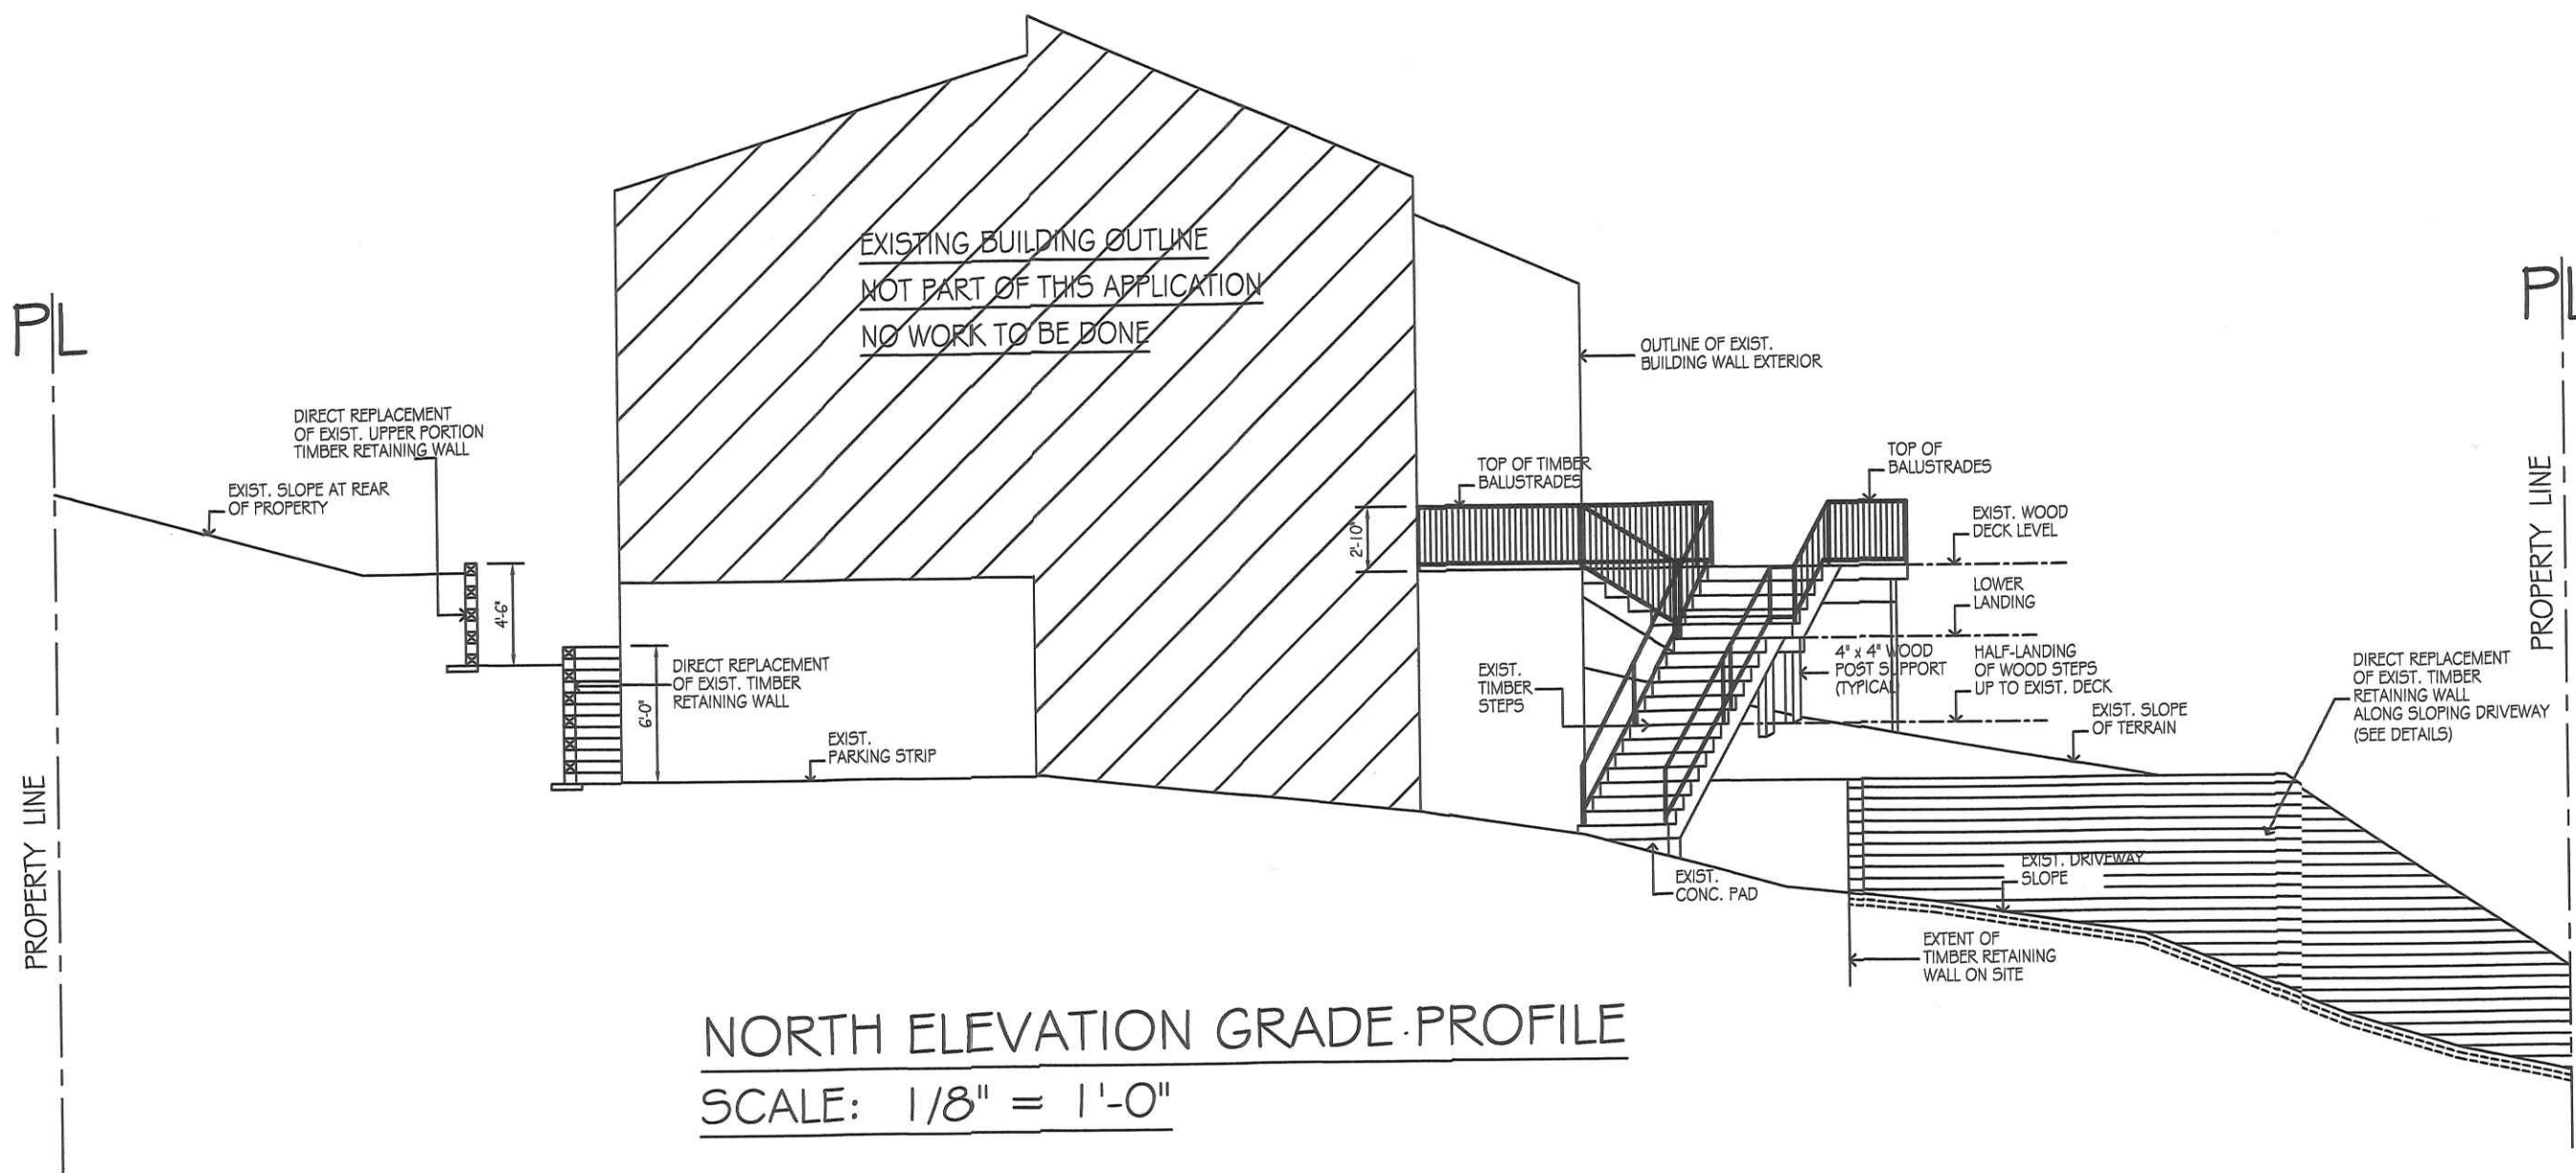 EXISTING BUILDING OUTLINE
NOT PART OF THIS APPLICATION
NO WORK TO BE DONE
PL
PL
OUTLINE OF EXIST.
BUILDING WALL EXTERIOR
DIRECT REPLACEMENT
OF EXIST. UPPER PORTION
TIMBER RETAINING WALL
EXIST. SLOPE AT REAR
OF PROPERTY
TOP OF TIMBER
BALUSTRADES
TOP OF
BALUSTRADES
2'-10"
EXIST. WOOD
DECK LEVEL
LOWER
LANDING
4'-6"
PROPERTY LINE
DIRECT REPLACEMENT
OF EXIST. TIMBER
RETAINING WALL
6'-0"
EXIST.
TIMBER
STEPS
4" x 4" WOOD
POST SUPPORT
(TYPICAL)
HALF-LANDING
OF WOOD STEPS
UP TO EXIST. DECK
EXIST. SLOPE
OF TERRAIN
DIRECT REPLACEMENT
OF EXIST. TIMBER
RETAINING WALL
ALONG SLOPING DRIVEWAY
(SEE DETAILS)
EXIST.
PARKING STRIP
PROPERTY LINE
EXIST.
CONC. PAD
EXIST. DRIVEWAY
SLOPE
EXTENT OF
TIMBER RETAINING
WALL ON SITE
NORTH ELEVATION GRADE PROFILE
SCALE: 1/8" = 1'-0"